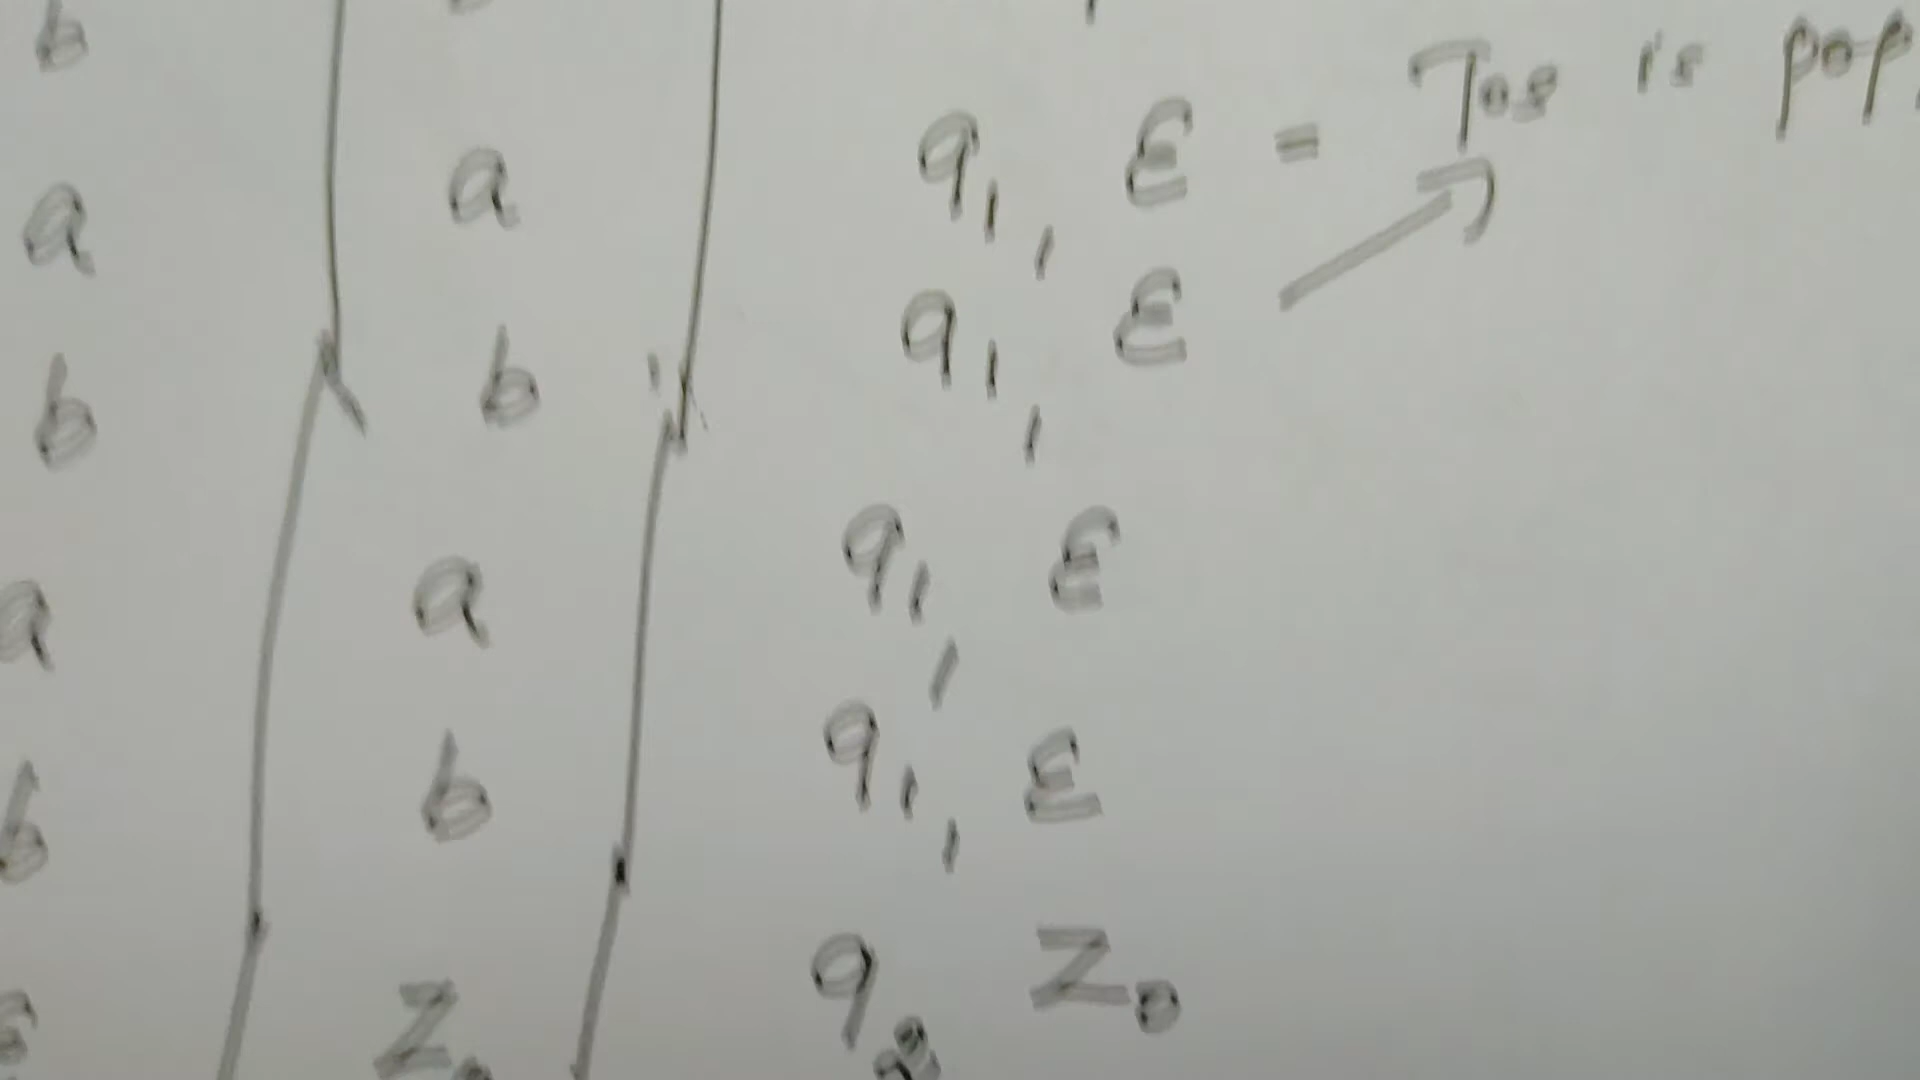 b
a a q1, ε = Tos is pop
b b q1, ε
a a q1, ε
b b q1, ε
ε Z0 q2 Z0